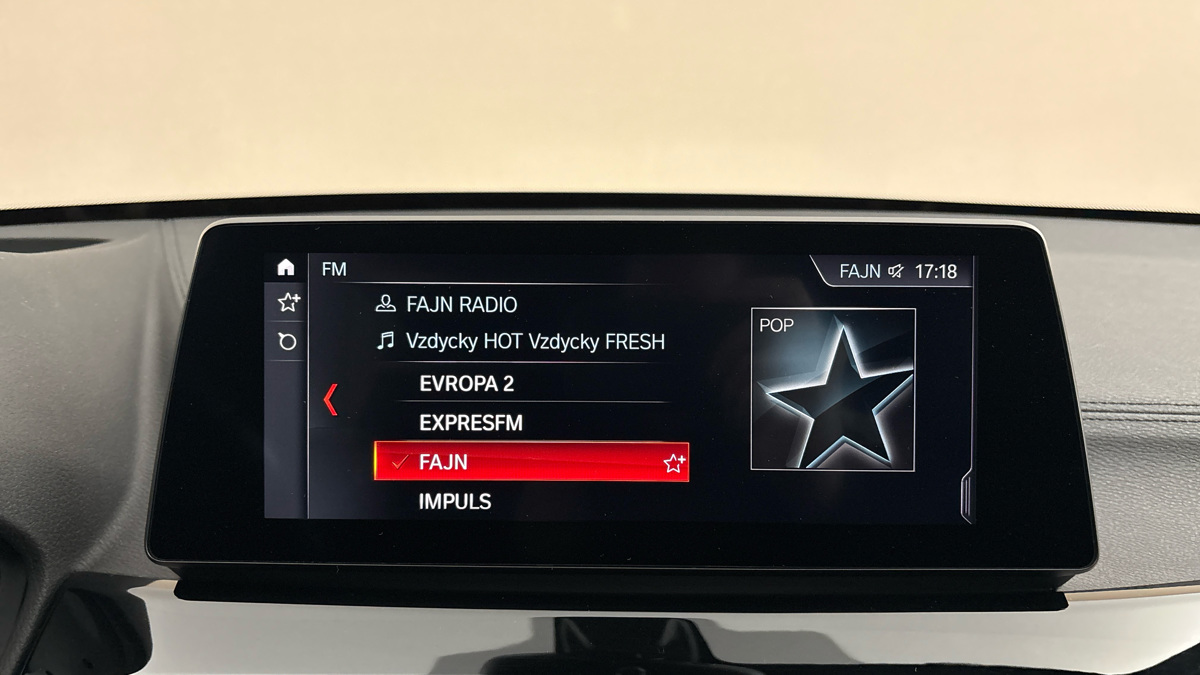 FM
FAJN 17:18
FAJN RADIO
Vzdycky HOT Vzdycky FRESH
POP
EVROPA 2
EXPRESFM
FAJN
IMPULS